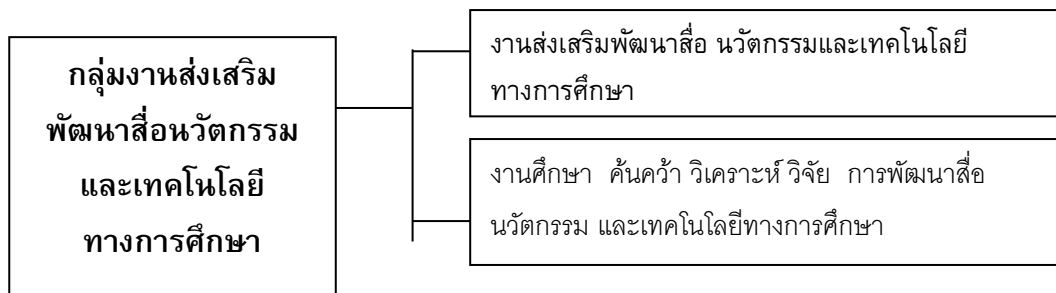 กลุ่มงานส่งเสริม
พัฒนาสื่อนวัตกรรม
และเทคโนโลยี
ทางการศึกษา
งานส่งเสริมพัฒนาสื่อ นวัตกรรมและเทคโนโลยี
ทางการศึกษา
งานศึกษา ค้นคว้า วิเคราะห์ วิจัย การพัฒนาสื่อ
นวัตกรรม และเทคโนโลยีทางการศึกษา